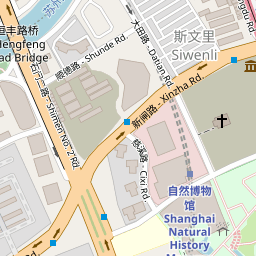 恒丰路桥
Hengfeng
Road Bridge
苏州
顺德路 - Shunde Rd.
大田路 - Datian Rd.
斯文里
Siwenli
石门二路 - Shimen No. 2 Rd.
新闸路 - Xinzha Rd.
慈溪路 - Cixi Rd.
自然博物
馆
Shanghai
Natural
History